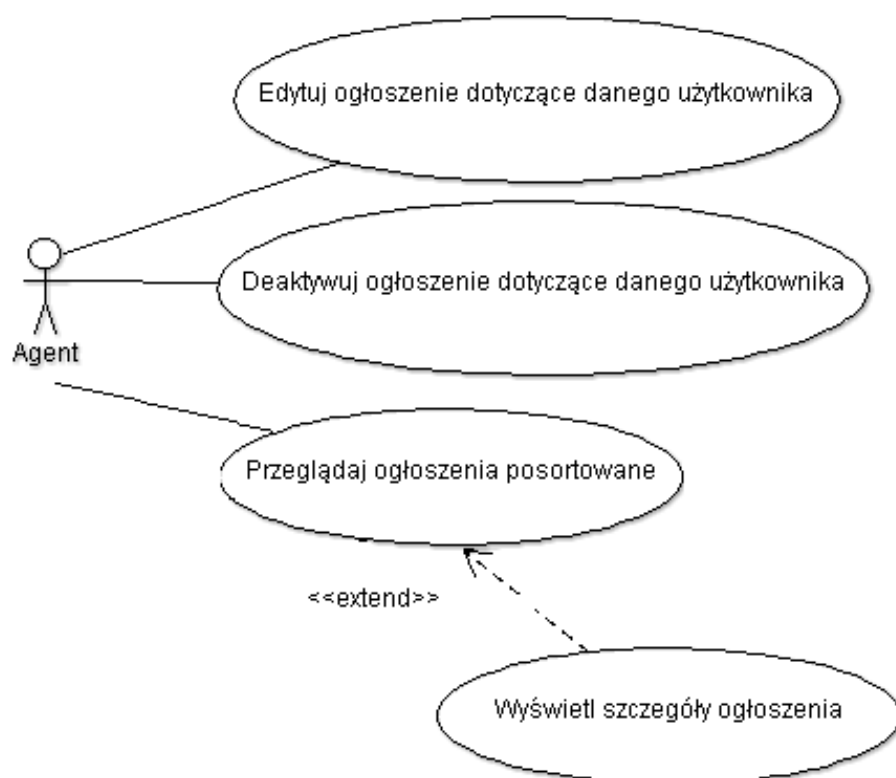 Edytuj ogłoszenie dotyczące danego użytkownika
Deaktywuj ogłoszenie dotyczące danego użytkownika
Agent
Przeglądaj ogłoszenia posortowane
<<extend>>
Wyświetl szczegóły ogłoszenia